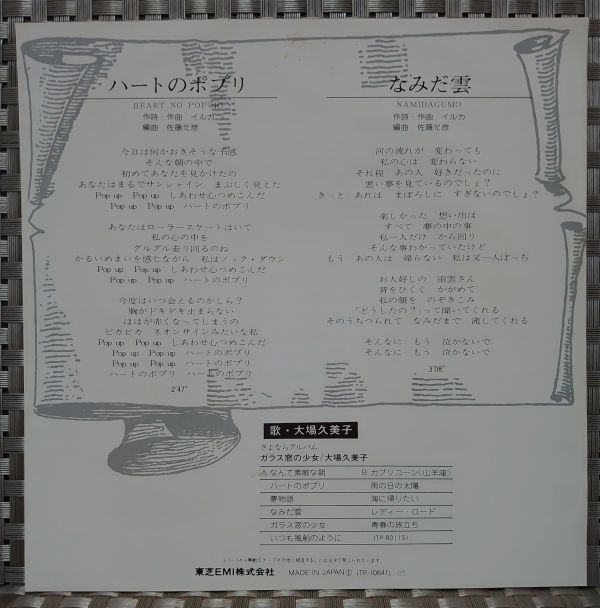 ハートのポプリ
HEART NO POPURI
作詩・作曲 イルカ
編曲 佐藤允彦
今日は何かおきそうな予感
そんな朝の中で
初めてあなたを見かけたの
あなたはまるでサンシャイン まぶしく見えた
Pop up Pop up しあわせ心つめこんだ
Pop up Pop up ハートのポプリ
あなたはローラースケートはいて
私の心の中を
グルグル走り回るのね
かるいめまいを感じながら 私はノック・ダウン
Pop up Pop up しあわせ心つめこんだ
Pop up Pop up ハートのポプリ
今度はいつ会えるのかしら?
胸がドキドキ止まらない
ほほが赤くなってしまうの
ピカピカ ネオンサインみたいな私
Pop up Pop up しあわせ心つめこんだ
Pop up Pop up ハートのポプリ
Pop up Pop up ハートのポプリ
ハートのポプリ ハートのポプリ
2'47"
なみだ雲
NAMIDAGUMO
作詩・作曲 イルカ
編曲 佐藤允彦
河の流れが 変わっても
私の心は 変わらない
それ程 あの人 好きだったのに
悪い夢を見ているのでしょ?
きっと あれは まぼろしに すぎないのでしょ?
楽しかった 想い出は
すべて 夢の中の事
私一人だけ から回り
そんな事わかっていたけど
もう あの人は 帰らない 私は又一人ぼっち
お人好しの 雨雲さん
背をひくく かがめて
私の顔を のぞきこみ
「どうしたの?」って聞いてくれる
そのうちつられて なみだまで 流してくれる
そんなに もう 泣かないで
そんなに もう 泣かないで
3'08"
歌・大場久美子
さよならアルバム
ガラス窓の少女/大場久美子
A.なんて素敵な朝 B.カプリコーン(山羊座)
ハートのポプリ 雨の日の太陽
夢物語 海に帰りたい
なみだ雲 レディー・ロード
ガラス窓の少女 青春の旅立ち
いつも風船のように (TP-80115)
東芝EMI株式会社 MADE IN JAPAN (TP-10641)